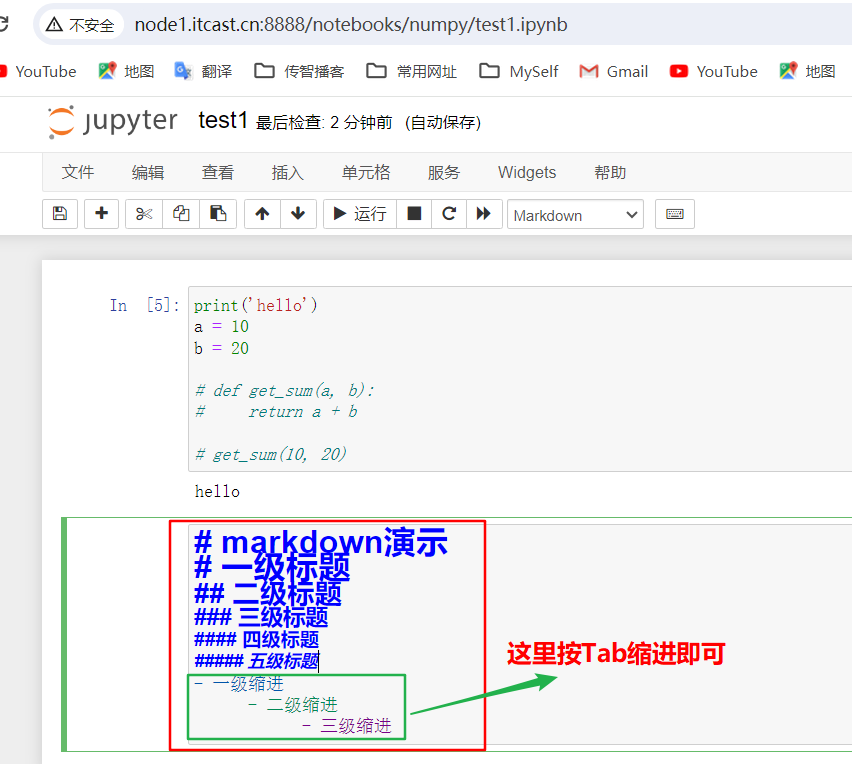 不安全 node1.itcast.cn:8888/notebooks/numpy/test1.ipynb
YouTube 地图 翻译 传智播客 常用网址 MySelf Gmail YouTube 地图
jupyter test1 最后检查: 2 分钟前 (自动保存)
文件 编辑 查看 插入 单元格 服务 Widgets 帮助
运行 Markdown
In [5]: print('hello')
a = 10
b = 20
# def get_sum(a, b):
#     return a + b
# get_sum(10, 20)
hello
# markdown演示
# 一级标题
## 二级标题
### 三级标题
#### 四级标题
##### 五级标题
- 一级缩进
- 二级缩进
- 三级缩进
这里按Tab缩进即可